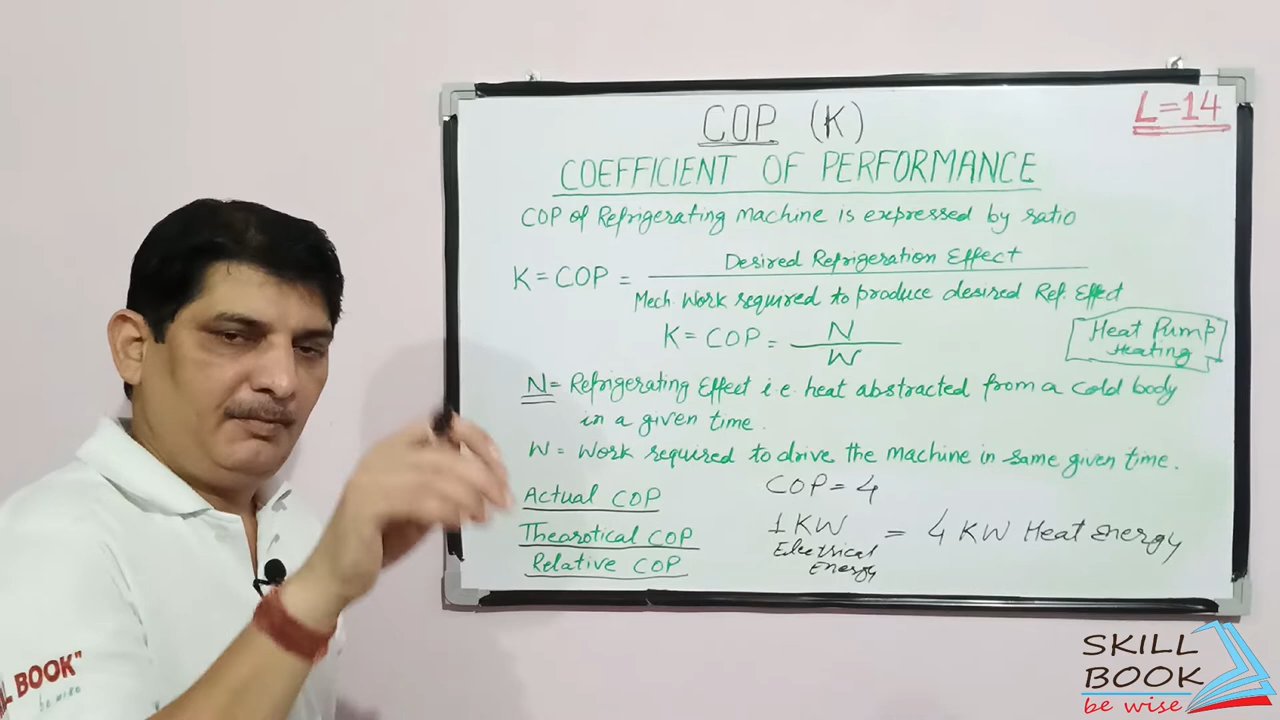 COP (K)
L=14
COEFFICIENT OF PERFORMANCE
COP of Refrigerating machine is expressed by ratio
K = COP = Desired Refrigeration Effect
Mech. Work required to produce desired Ref. Effect
K = COP = N
W
Heat Pump
Heating
N = Refrigerating Effect i.e. heat abstracted from a cold body
in a given time.
W = Work required to drive the machine in same given time.
Actual COP
Thearotical COP
Relative COP
COP = 4
1 KW = 4 KW Heat energy
Electrical
Energy
L BOOK"
be wise
SKILL
BOOK
be wise